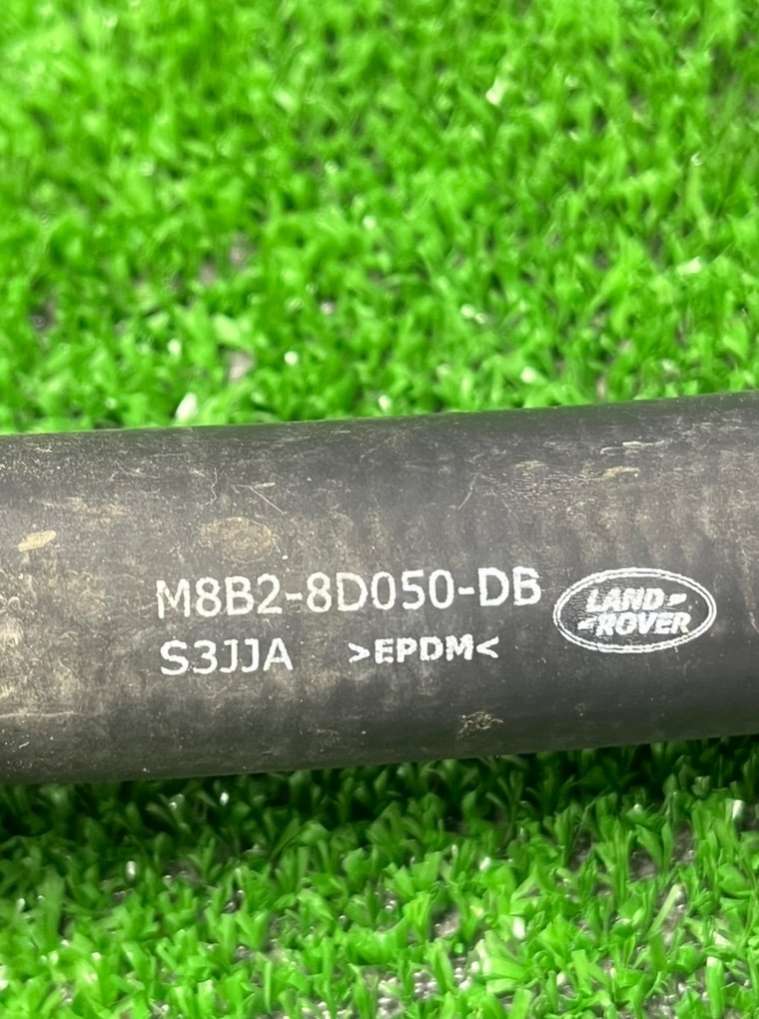 M8B2-8D050-DB
LAND
ROVER
S3JJA >EPDM<